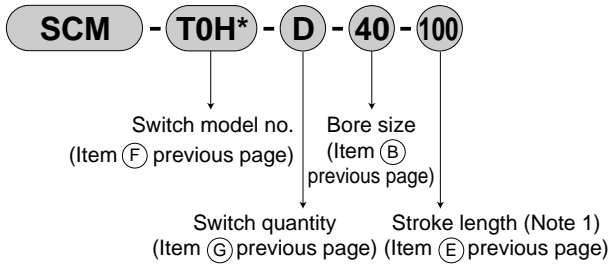 SCM - T0H* - D - 40 - 100
Switch model no.
(Item F previous page)
Bore size
(Item B
previous page)
Switch quantity
(Item G previous page)
Stroke length (Note 1)
(Item E previous page)